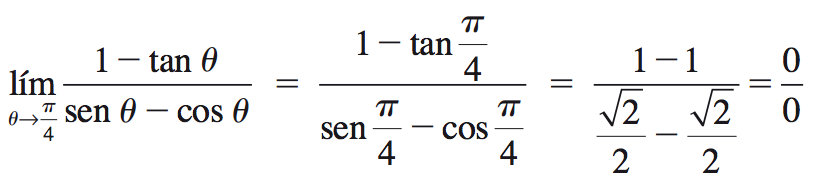 lím θ→π/4 (1 − tan θ)/(sen θ − cos θ) = (1 − tan π/4)/(sen π/4 − cos π/4) = (1 − 1)/(√2/2 − √2/2) = 0/0